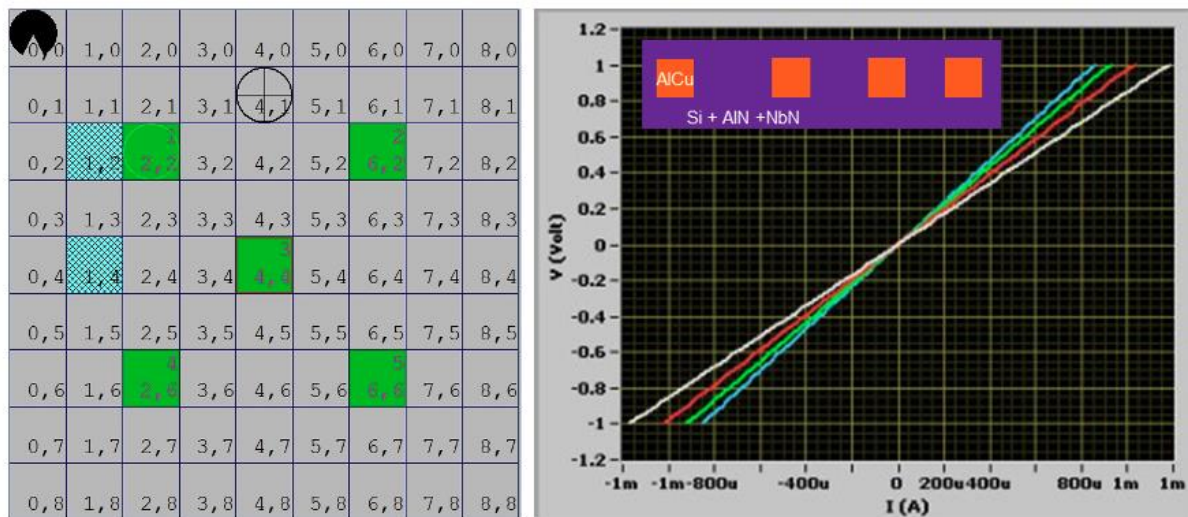 0,0 1,0 2,0 3,0 4,0 5,0 6,0 7,0 8,0
0,1 1,1 2,1 3,1 4,1 5,1 6,1 7,1 8,1
1 2
0,2 1,2 2,2 3,2 4,2 5,2 6,2 7,2 8,2
0,3 1,3 2,3 3,3 4,3 5,3 6,3 7,3 8,3
3
0,4 1,4 2,4 3,4 4,4 5,4 6,4 7,4 8,4
0,5 1,5 2,5 3,5 4,5 5,5 6,5 7,5 8,5
4 5
0,6 1,6 2,6 3,6 4,6 5,6 6,6 7,6 8,6
0,7 1,7 2,7 3,7 4,7 5,7 6,7 7,7 8,7
0,8 1,8 2,8 3,8 4,8 5,8 6,8 7,8 8,8
V (Volt)
1.2
1
0.8
0.6
0.4
0.2
0
-0.2
-0.4
-0.6
-0.8
-1
-1.2
AlCu
Si + AlN +NbN
-1m -1m -800u -400u 0 200u 400u 800u 1m 1m
I (A)